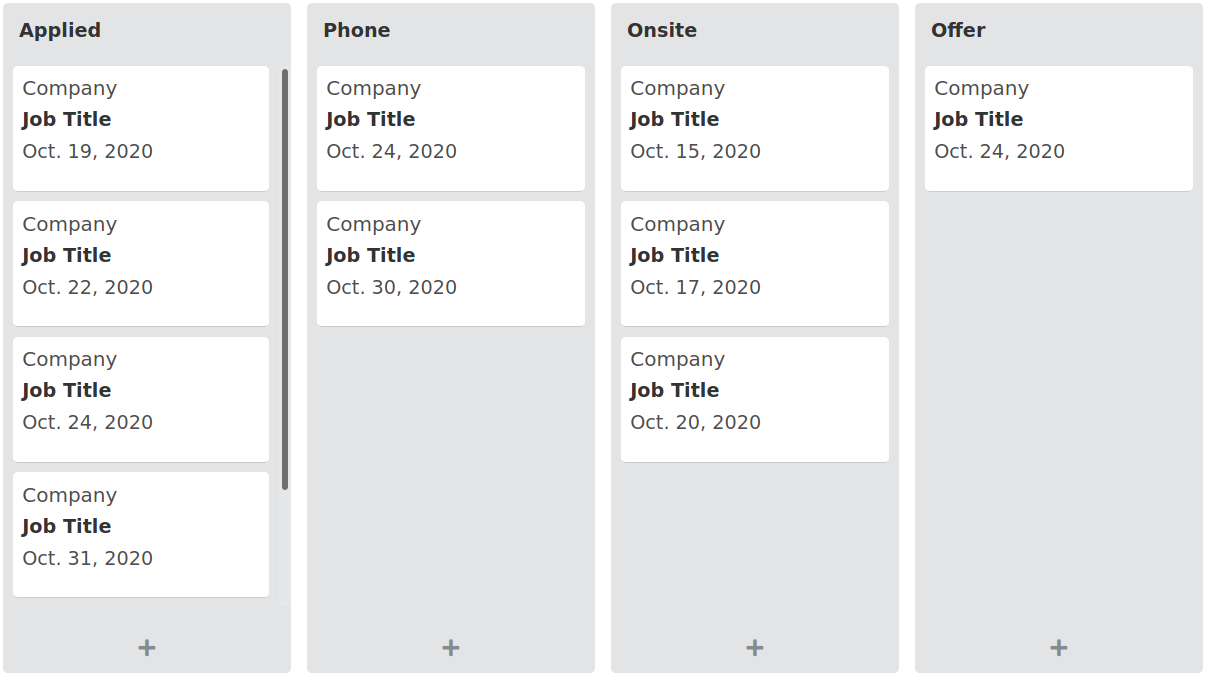 Applied
Company
Job Title
Oct. 19, 2020
Company
Job Title
Oct. 22, 2020
Company
Job Title
Oct. 24, 2020
Company
Job Title
Oct. 31, 2020
+
Phone
Company
Job Title
Oct. 24, 2020
Company
Job Title
Oct. 30, 2020
+
Onsite
Company
Job Title
Oct. 15, 2020
Company
Job Title
Oct. 17, 2020
Company
Job Title
Oct. 20, 2020
+
Offer
Company
Job Title
Oct. 24, 2020
+